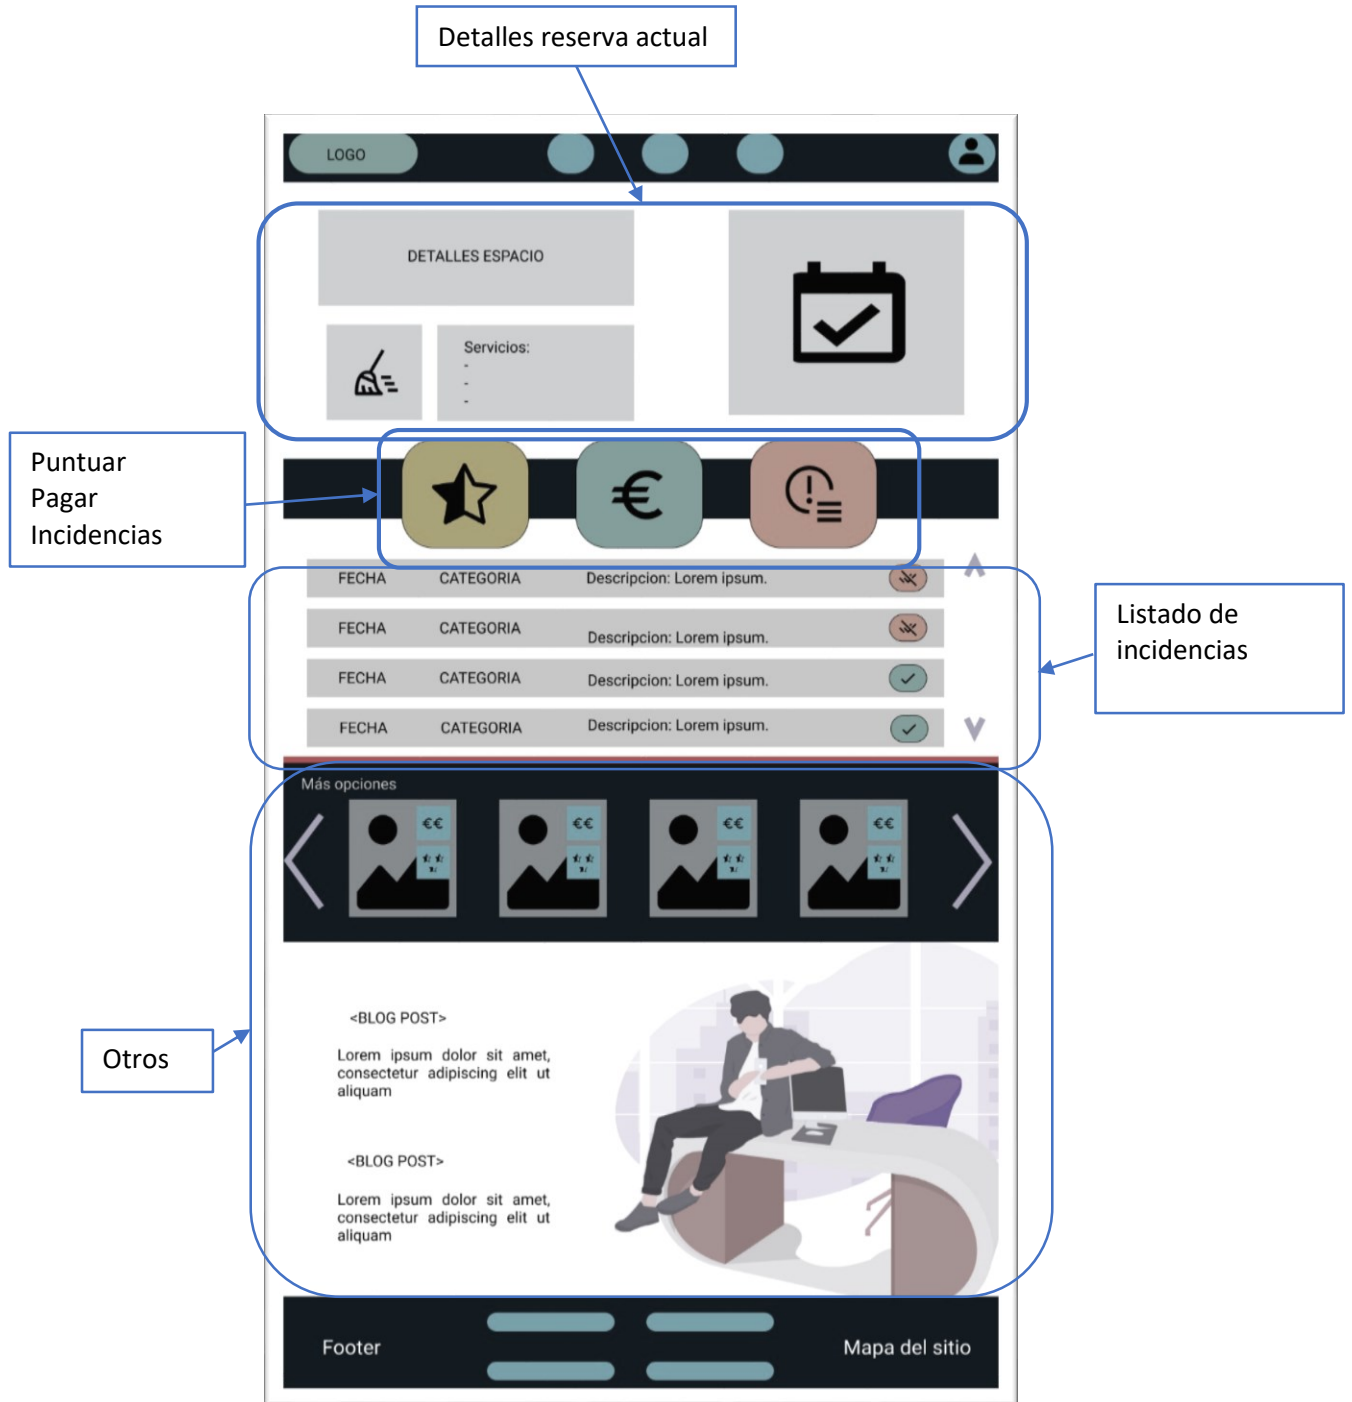 Detalles reserva actual
LOGO
DETALLES ESPACIO
Servicios:
-
-
-
Puntuar
Pagar
Incidencias
€
FECHA CATEGORIA Descripcion: Lorem ipsum.
FECHA CATEGORIA Descripcion: Lorem ipsum.
FECHA CATEGORIA Descripcion: Lorem ipsum.
FECHA CATEGORIA Descripcion: Lorem ipsum.
Listado de
incidencias
Más opciones
€€ €€ €€ €€
Otros
<BLOG POST>
Lorem ipsum dolor sit amet,
consectetur adipiscing elit ut
aliquam
<BLOG POST>
Lorem ipsum dolor sit amet,
consectetur adipiscing elit ut
aliquam
Footer
Mapa del sitio